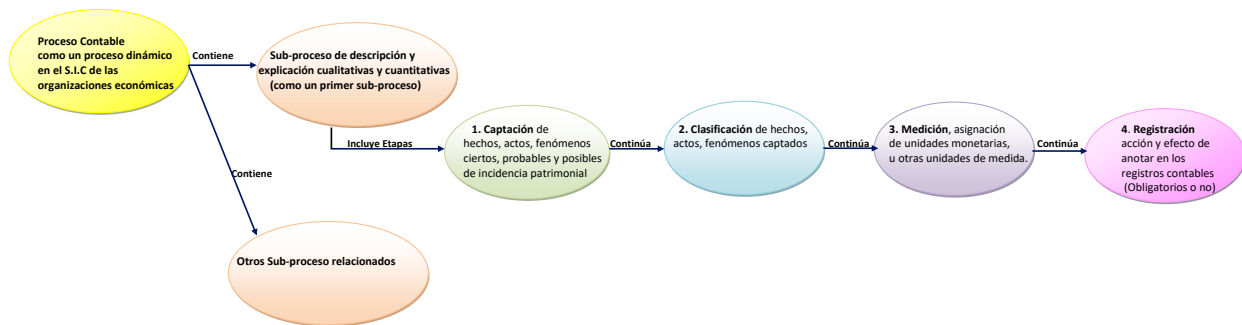 Proceso Contable
como un proceso dinámico
en el S.I.C de las
organizaciones económicas
Contiene
Sub-proceso de descripción y
explicación cualitativas y cuantitativas
(como un primer sub-proceso)
Incluye Etapas
1. Captación de
hechos, actos, fenómenos
ciertos, probables y posibles
de incidencia patrimonial
Continúa
2. Clasificación de hechos,
actos, fenómenos captados
Continúa
3. Medición, asignación
de unidades monetarias,
u otras unidades de medida.
Continúa
4. Registración
acción y efecto de
anotar en los
registros contables
(Obligatorios o no)
Contiene
Otros Sub-proceso relacionados